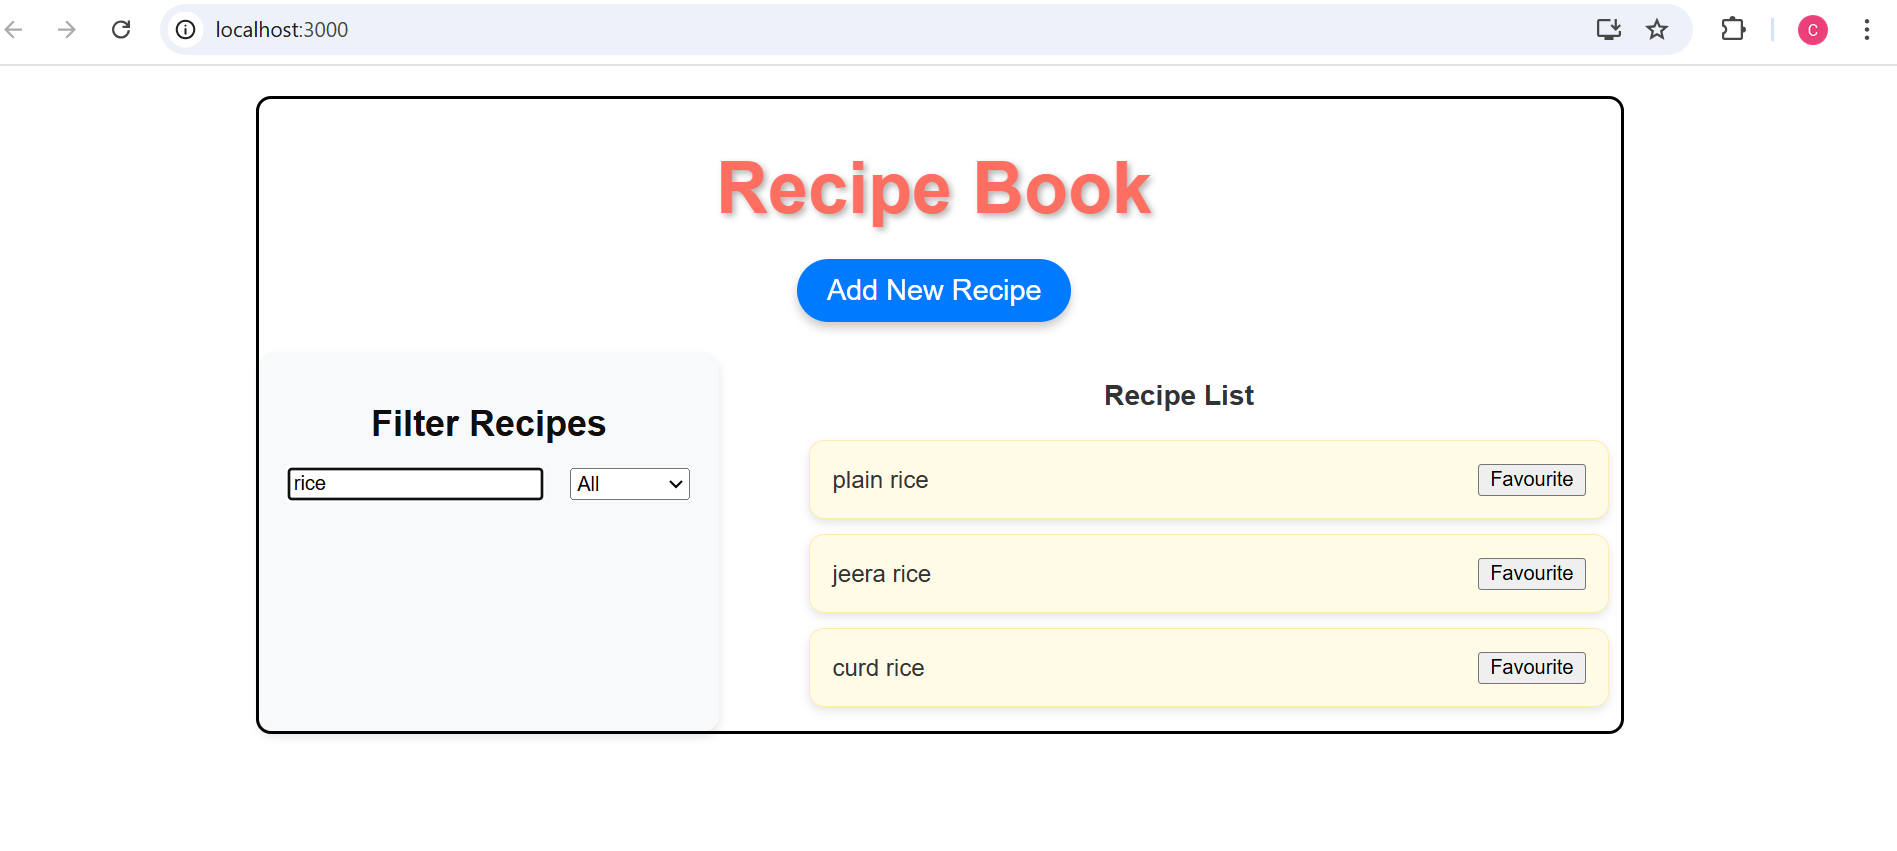 localhost:3000
C
Recipe Book
Add New Recipe
Filter Recipes
rice
All
Recipe List
plain rice
Favourite
jeera rice
Favourite
curd rice
Favourite